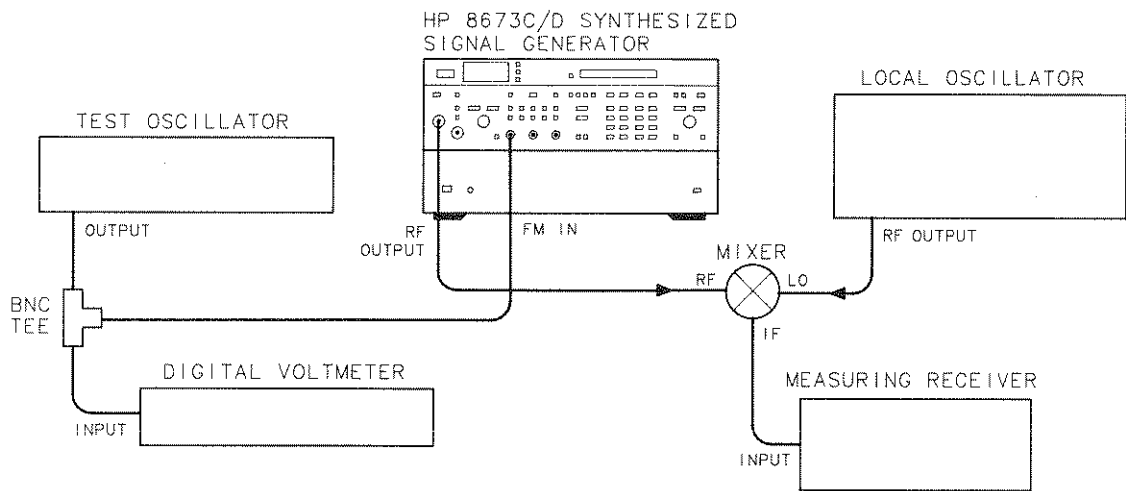 HP 8673C/D SYNTHESIZED
SIGNAL GENERATOR
LOCAL OSCILLATOR
TEST OSCILLATOR
OUTPUT
RF
OUTPUT
FM IN
RF OUTPUT
MIXER
RF
LO
IF
BNC
TEE
DIGITAL VOLTMETER
INPUT
MEASURING RECEIVER
INPUT